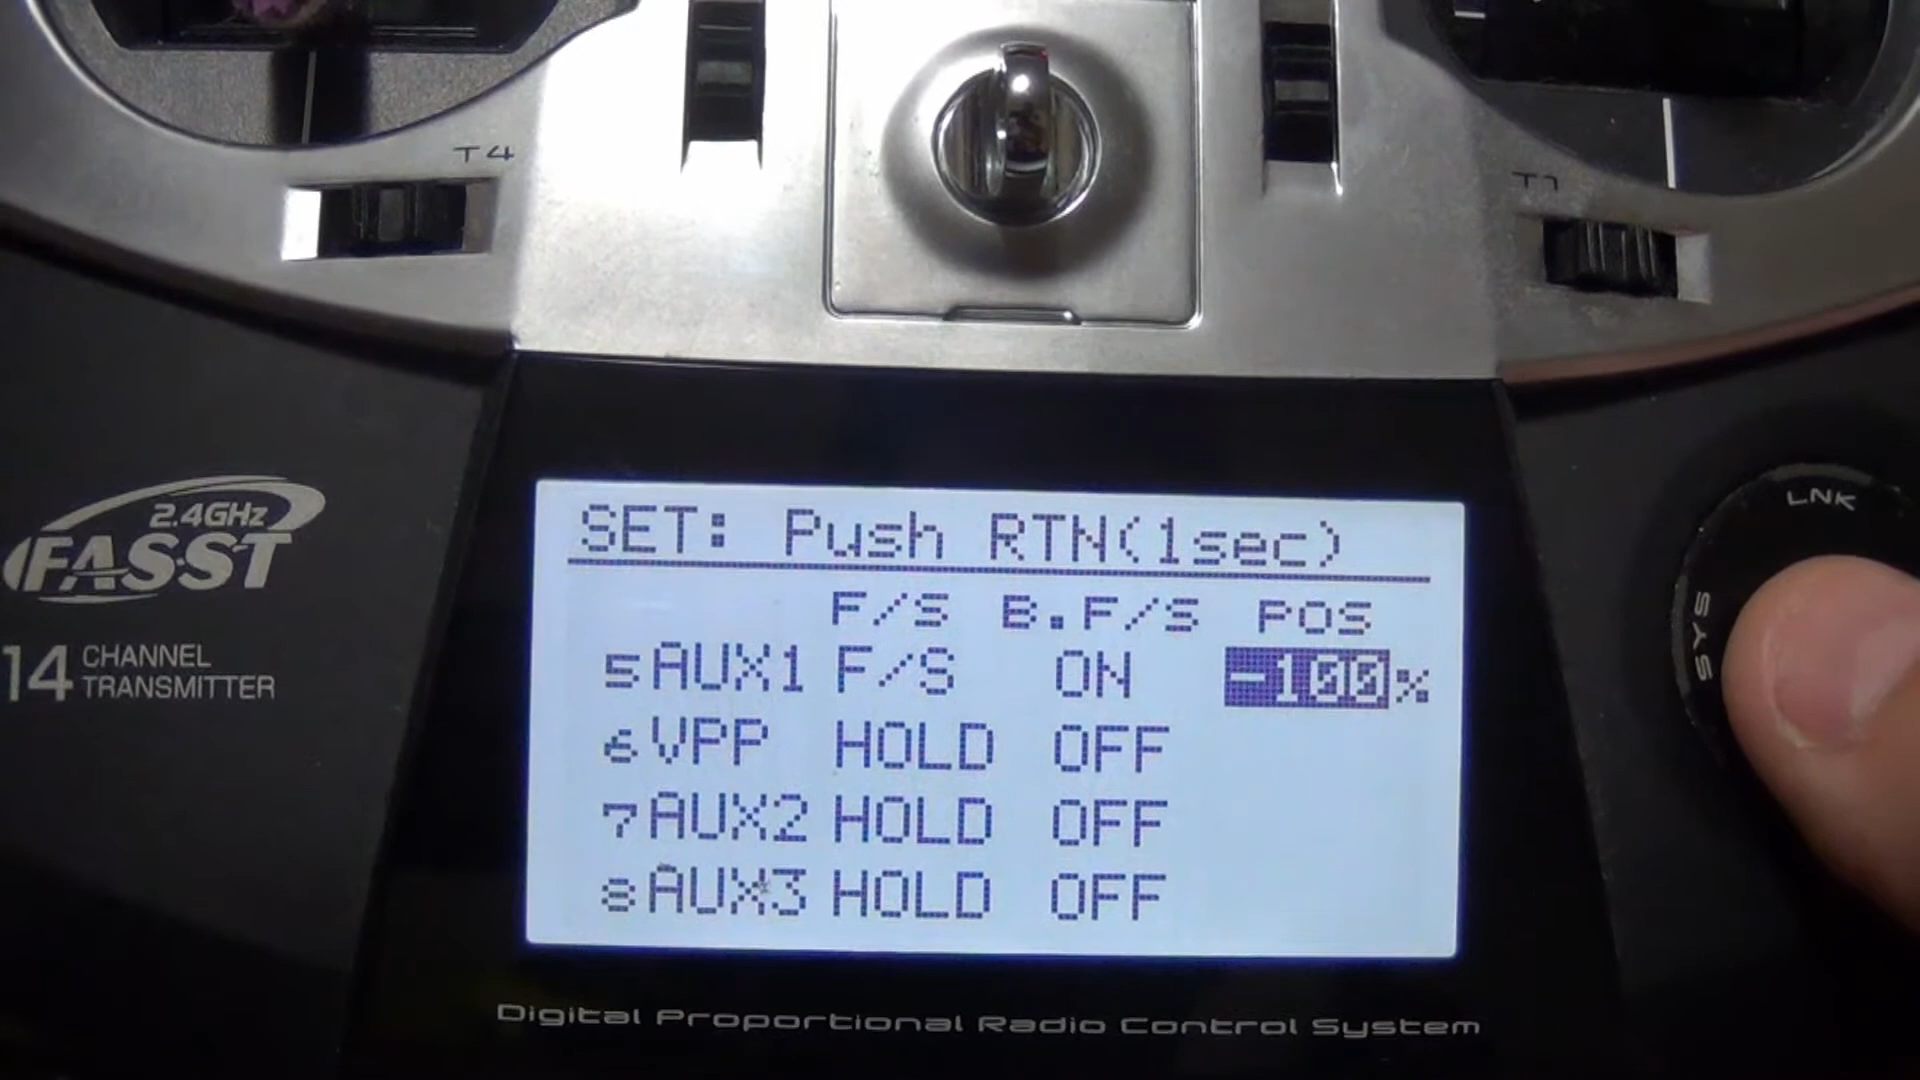 T4
T1
LNK
SYS
2.4GHz
FASST
14 CHANNEL
TRANSMITTER
SET: Push RTN(1sec)
F/S B.F/S POS
5 AUX1 F/S ON -100%
6 VPP HOLD OFF
7 AUX2 HOLD OFF
8 AUX3 HOLD OFF
Digital Proportional Radio Control System